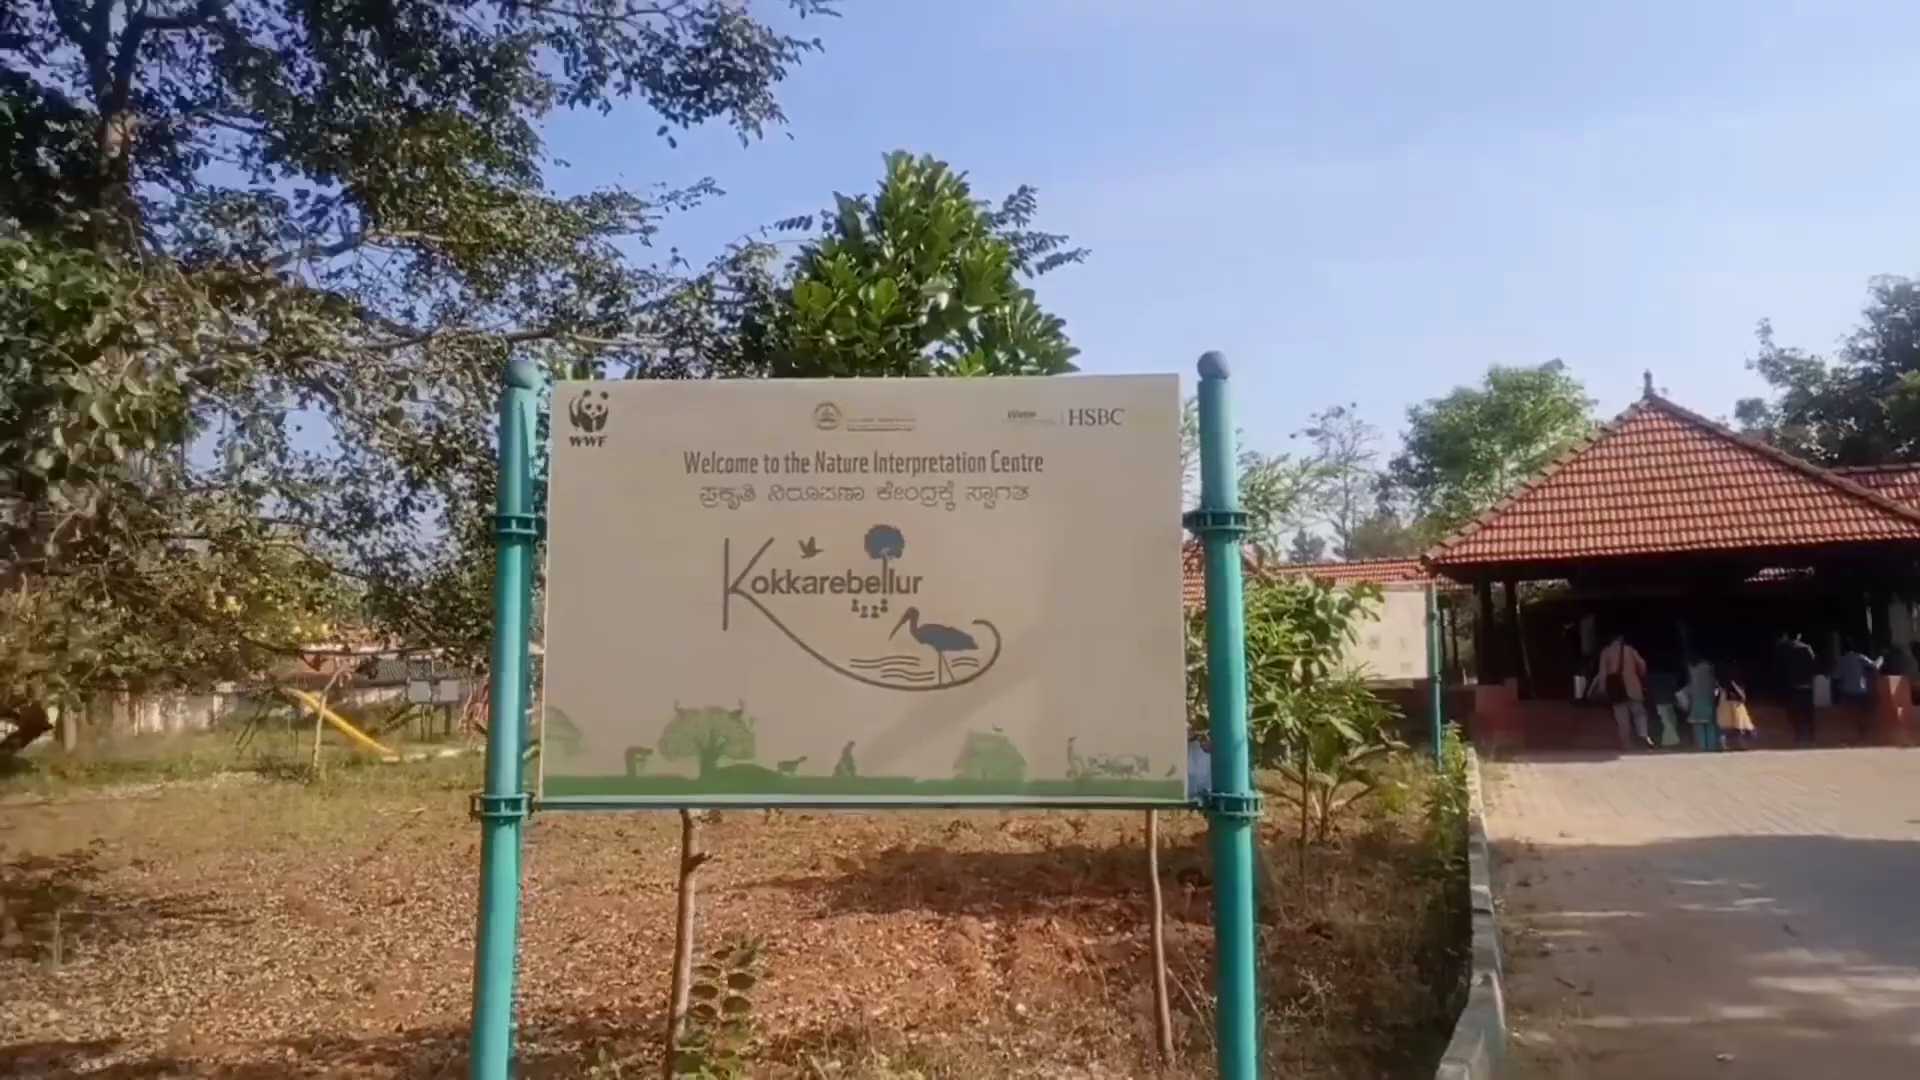 WWF
HSBC
Welcome to the Nature Interpretation Centre
ಪ್ರಕೃತಿ ನಿರೂಪಣಾ ಕೇಂದ್ರಕ್ಕೆ ಸ್ವಾಗತ
Kokkarebellur